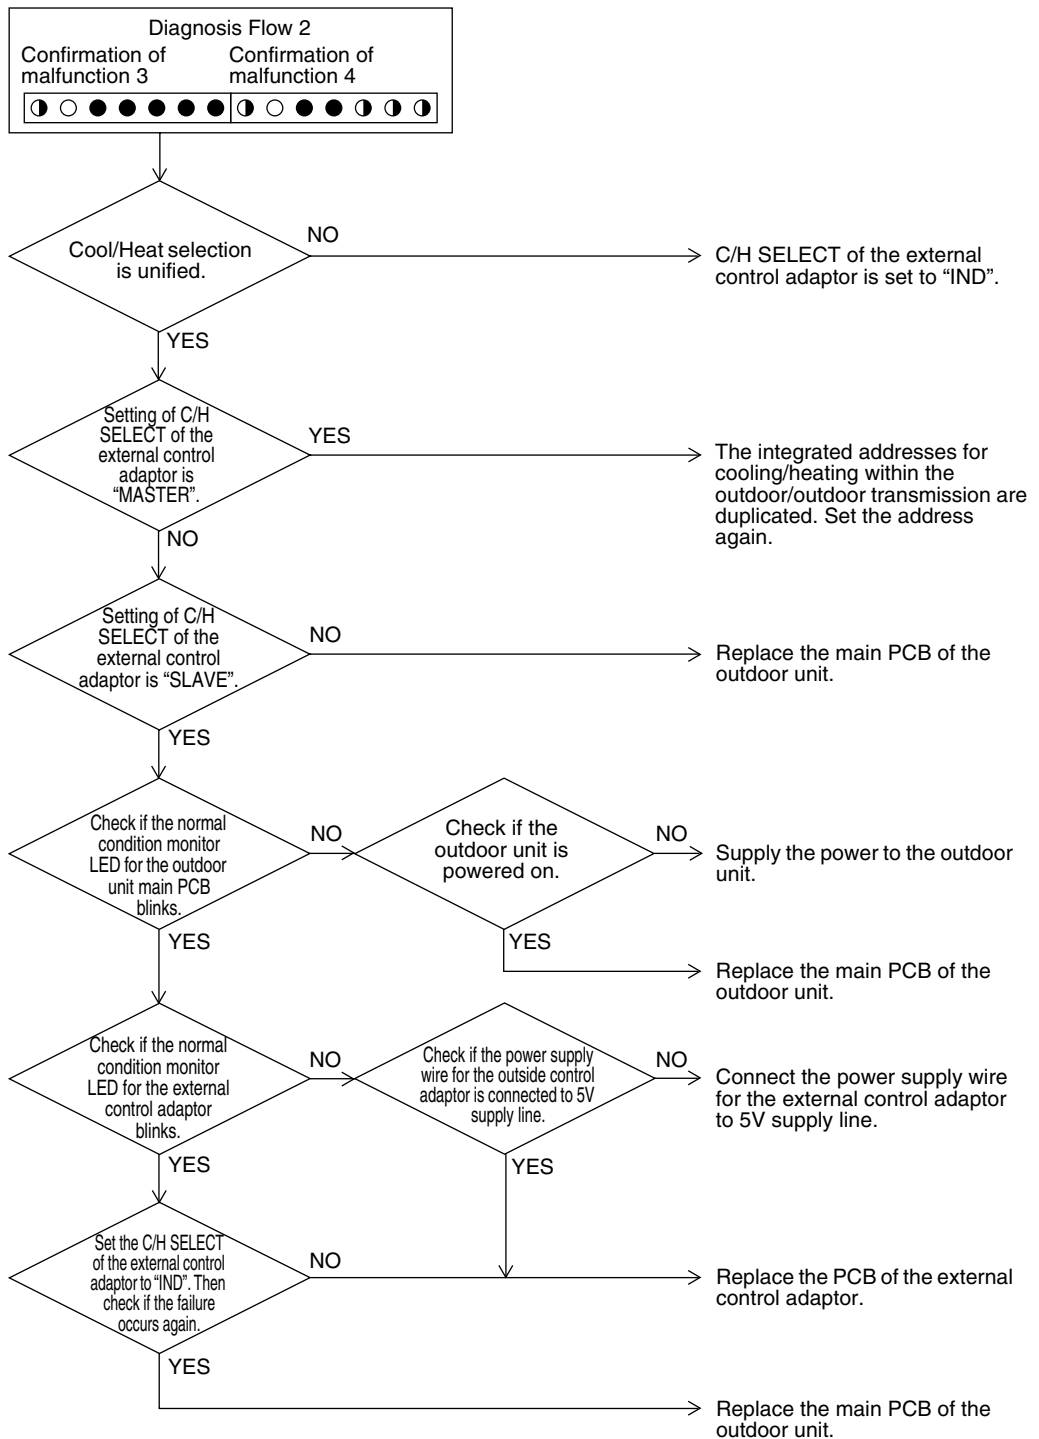 Diagnosis Flow 2
Confirmation of
malfunction 3
Confirmation of
malfunction 4
Cool/Heat selection
is unified.
NO
C/H SELECT of the external
control adaptor is set to “IND”.
YES
Setting of C/H
SELECT of the
external control
adaptor is
“MASTER”.
YES
The integrated addresses for
cooling/heating within the
outdoor/outdoor transmission are
duplicated. Set the address
again.
NO
Setting of C/H
SELECT of the
external control
adaptor is “SLAVE”.
NO
Replace the main PCB of the
outdoor unit.
YES
Check if the normal
condition monitor
LED for the outdoor
unit main PCB
blinks.
NO
Check if the
outdoor unit is
powered on.
NO
Supply the power to the outdoor
unit.
YES
YES
Replace the main PCB of the
outdoor unit.
Check if the normal
condition monitor
LED for the external
control adaptor
blinks.
NO
Check if the power supply
wire for the outside control
adaptor is connected to 5V
supply line.
NO
Connect the power supply wire
for the external control adaptor
to 5V supply line.
YES
YES
Set the C/H SELECT
of the external control
adaptor to “IND”. Then
check if the failure
occurs again.
NO
Replace the PCB of the external
control adaptor.
YES
Replace the main PCB of the
outdoor unit.